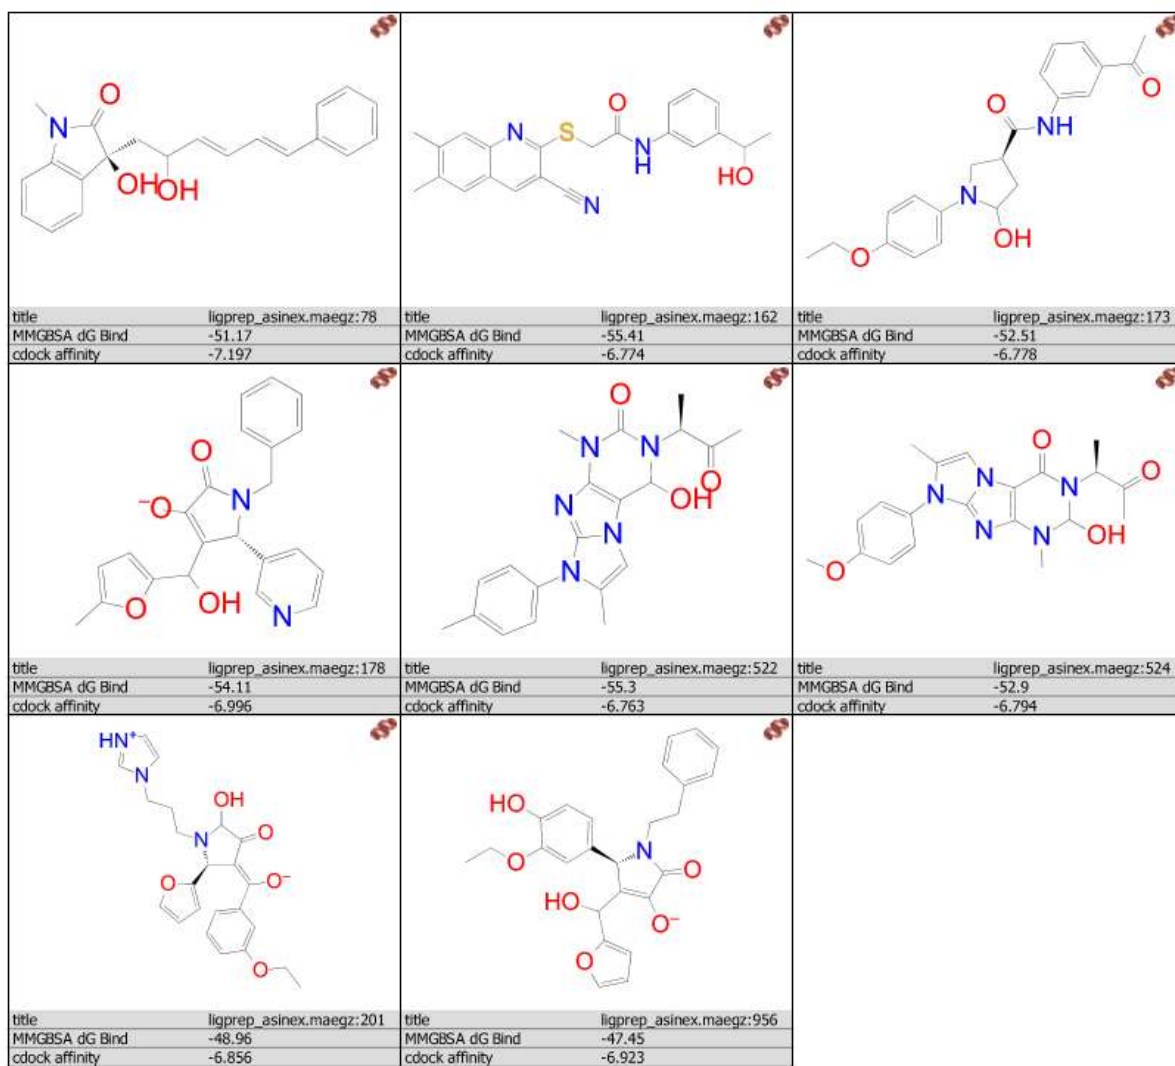 N
O
OH
OH
N
S
O
N
H
N
HO
O
O
NH
N
OH
O
title ligprep_asinex.maegz:78
MMGBSA dG Bind -51.17
cdock affinity -7.197
title ligprep_asinex.maegz:162
MMGBSA dG Bind -55.41
cdock affinity -6.774
title ligprep_asinex.maegz:173
MMGBSA dG Bind -52.51
cdock affinity -6.778
O
N
⁻O
O
OH
N
O
N
N
OH
O
N
N
N
O
N
O
N
N
N
N
OH
O
O
title ligprep_asinex.maegz:178
MMGBSA dG Bind -54.11
cdock affinity -6.996
title ligprep_asinex.maegz:522
MMGBSA dG Bind -55.3
cdock affinity -6.763
title ligprep_asinex.maegz:524
MMGBSA dG Bind -52.9
cdock affinity -6.794
HN⁺
N
OH
N
O
O
O⁻
O
HO
O
N
O
HO
O⁻
O
title ligprep_asinex.maegz:201
MMGBSA dG Bind -48.96
cdock affinity -6.856
title ligprep_asinex.maegz:956
MMGBSA dG Bind -47.45
cdock affinity -6.923